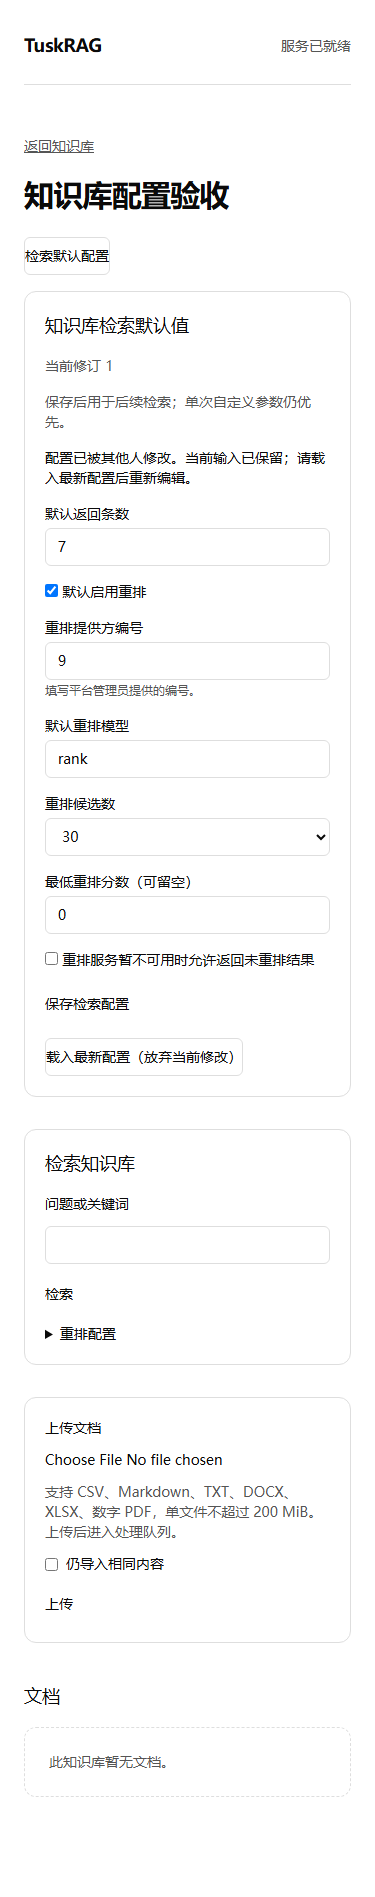 TuskRAG
服务已就绪
返回知识库
知识库配置验收
检索默认配置
知识库检索默认值
当前修订 1
保存后用于后续检索；单次自定义参数仍优
先。
配置已被其他人修改。当前输入已保留；请载
入最新配置后重新编辑。
默认返回条数
7
默认启用重排
重排提供方编号
9
填写平台管理员提供的编号。
默认重排模型
rank
重排候选数
30
最低重排分数（可留空）
0
重排服务暂不可用时允许返回未重排结果
保存检索配置
载入最新配置（放弃当前修改）
检索知识库
问题或关键词
检索
重排配置
上传文档
Choose File No file chosen
支持 CSV、Markdown、TXT、DOCX、
XLSX、数字 PDF，单文件不超过 200 MiB。
上传后进入处理队列。
仍导入相同内容
上传
文档
此知识库暂无文档。